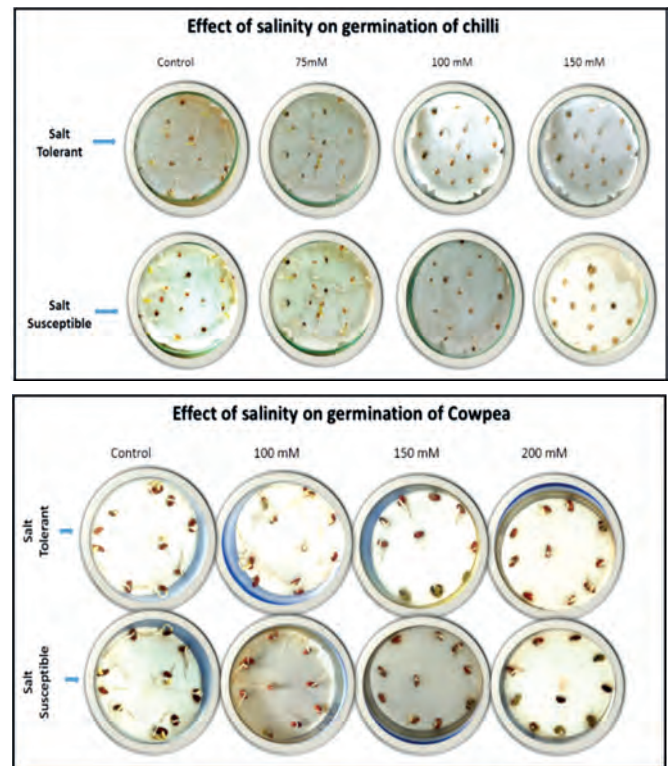 Effect of salinity on germination of chilli
Control 75mM 100 mM 150 mM
Salt
Tolerant
Salt
Susceptible
Effect of salinity on germination of Cowpea
Control 100 mM 150 mM 200 mM
Salt
Tolerant
Salt
Susceptible